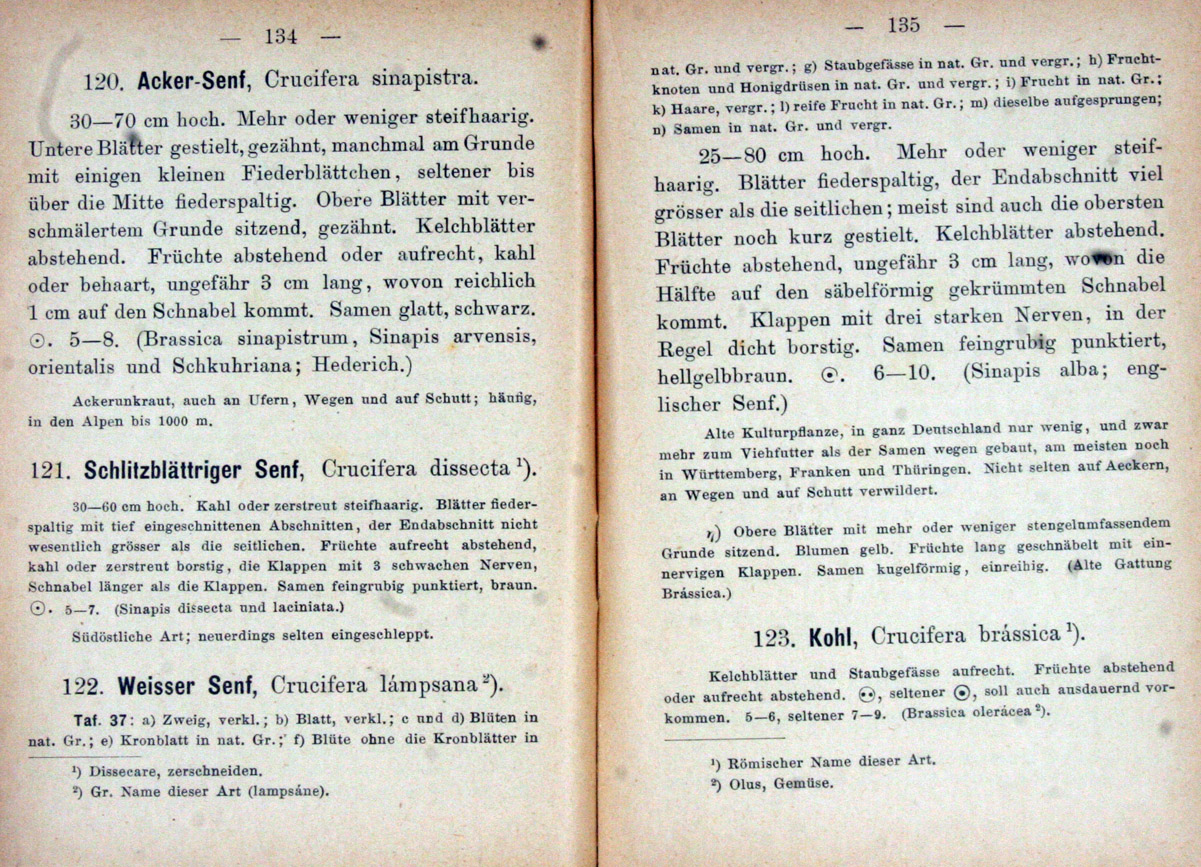 — 134 —
120. Acker-Senf, Crucifera sinapistra.
30—70 cm hoch. Mehr oder weniger steifhaarig.
Untere Blätter gestielt, gezähnt, manchmal am Grunde
mit einigen kleinen Fiederblättchen, seltener bis
über die Mitte fiederspaltig. Obere Blätter mit ver-
schmälertem Grunde sitzend, gezähnt. Kelchblätter
abstehend. Früchte abstehend oder aufrecht, kahl
oder behaart, ungefähr 3 cm lang, wovon reichlich
1 cm auf den Schnabel kommt. Samen glatt, schwarz.
☉. 5—8. (Brassica sinapistrum, Sinapis arvensis,
orientalis und Schkuhriana; Hederich.)
Ackerunkraut, auch an Ufern, Wegen und auf Schutt; häufig,
in den Alpen bis 1000 m.
121. Schlitzblättriger Senf, Crucifera dissecta ¹).
30—60 cm hoch. Kahl oder zerstreut steifhaarig. Blätter fieder-
spaltig mit tief eingeschnittenen Abschnitten, der Endabschnitt nicht
wesentlich grösser als die seitlichen. Früchte aufrecht abstehend,
kahl oder zerstreut borstig, die Klappen mit 3 schwachen Nerven,
Schnabel länger als die Klappen. Samen feingrubig punktiert, braun.
☉. 5—7. (Sinapis dissecta und laciniata.)
Südöstliche Art; neuerdings selten eingeschleppt.
122. Weisser Senf, Crucifera lámpsana ²).
Taf. 37: a) Zweig, verkl.; b) Blatt, verkl.; c und d) Blüten in
nat. Gr.; e) Kronblatt in nat. Gr.; f) Blüte ohne die Kronblätter in
¹) Dissecare, zerschneiden.
²) Gr. Name dieser Art (lampsáne).
— 135 —
nat. Gr. und vergr.; g) Staubgefässe in nat. Gr. und vergr.; h) Frucht-
knoten und Honigdrüsen in nat. Gr. und vergr.; i) Frucht in nat. Gr.;
k) Haare, vergr.; l) reife Frucht in nat. Gr.; m) dieselbe aufgesprungen;
n) Samen in nat. Gr. und vergr.
25—80 cm hoch. Mehr oder weniger steif-
haarig. Blätter fiederspaltig, der Endabschnitt viel
grösser als die seitlichen; meist sind auch die obersten
Blätter noch kurz gestielt. Kelchblätter abstehend.
Früchte abstehend, ungefähr 3 cm lang, wovon die
Hälfte auf den säbelförmig gekrümmten Schnabel
kommt. Klappen mit drei starken Nerven, in der
Regel dicht borstig. Samen feingrubig punktiert,
hellgelbbraun. ☉. 6—10. (Sinapis alba; eng-
lischer Senf.)
Alte Kulturpflanze, in ganz Deutschland nur wenig, und zwar
mehr zum Viehfutter als der Samen wegen gebaut, am meisten noch
in Württemberg, Franken und Thüringen. Nicht selten auf Aeckern,
an Wegen und auf Schutt verwildert.
η) Obere Blätter mit mehr oder weniger stengelumfassendem
Grunde sitzend. Blumen gelb. Früchte lang geschnäbelt mit ein-
nervigen Klappen. Samen kugelförmig, einreihig. (Alte Gattung
Brássica.)
123. Kohl, Crucifera brássica ¹).
Kelchblätter und Staubgefässe aufrecht. Früchte abstehend
oder aufrecht abstehend. ⚇, seltener ☉, soll auch ausdauernd vor-
kommen. 5—6, seltener 7—9. (Brassica olerácea ²).
¹) Römischer Name dieser Art.
²) Olus, Gemüse.